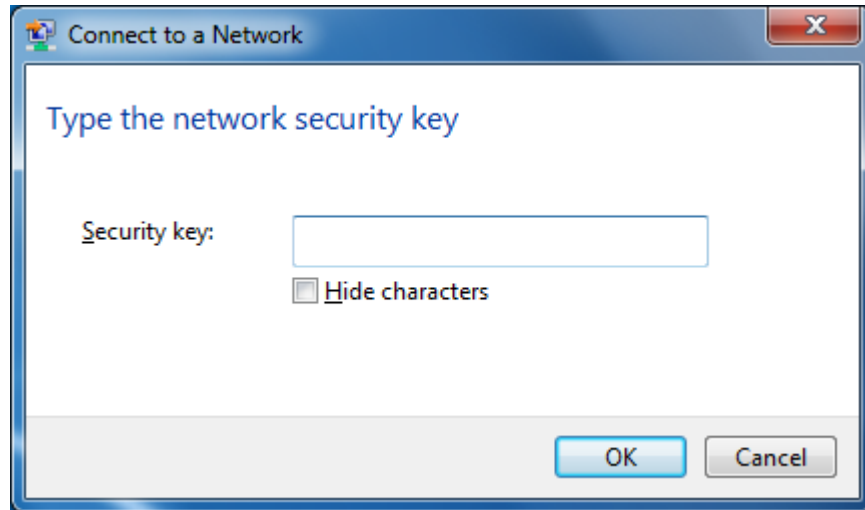 Connect to a Network
Type the network security key
Security key:
Hide characters
OK Cancel